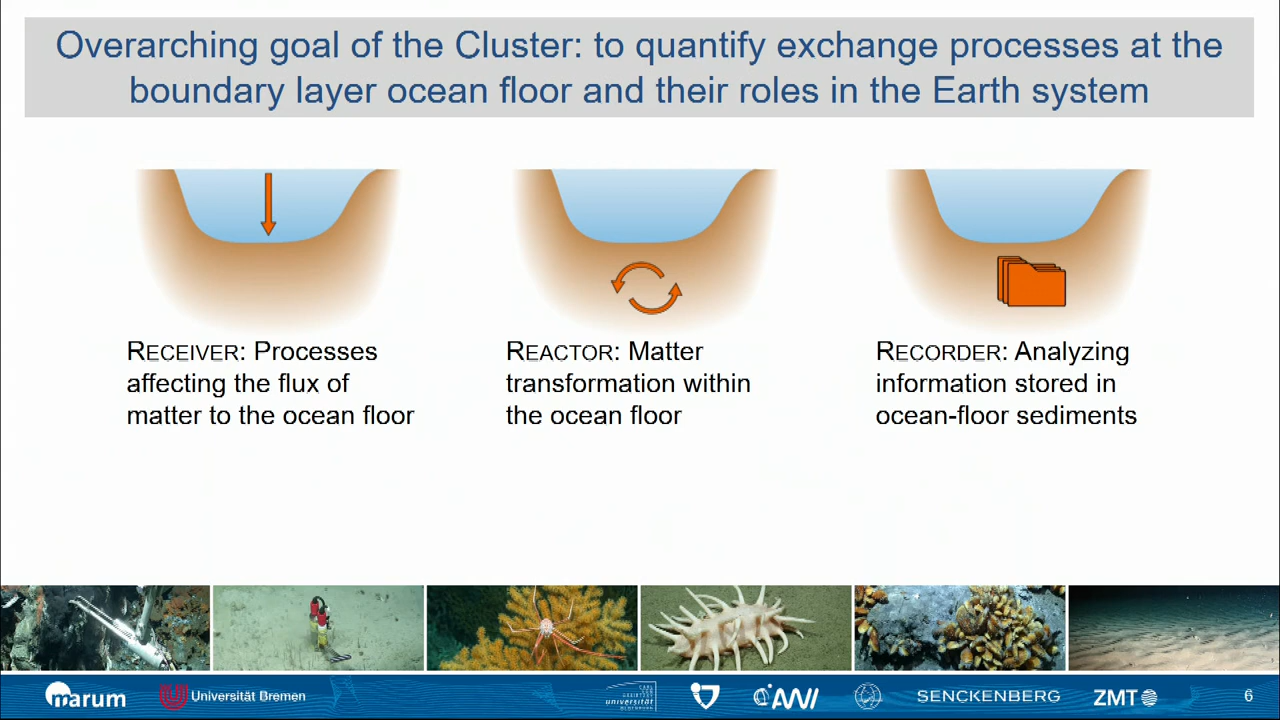 Overarching goal of the Cluster: to quantify exchange processes at the
boundary layer ocean floor and their roles in the Earth system
RECEIVER: Processes
affecting the flux of
matter to the ocean floor
REACTOR: Matter
transformation within
the ocean floor
RECORDER: Analyzing
information stored in
ocean-floor sediments
marum
Universität Bremen
universität
AWI
SENCKENBERG
ZMT
6